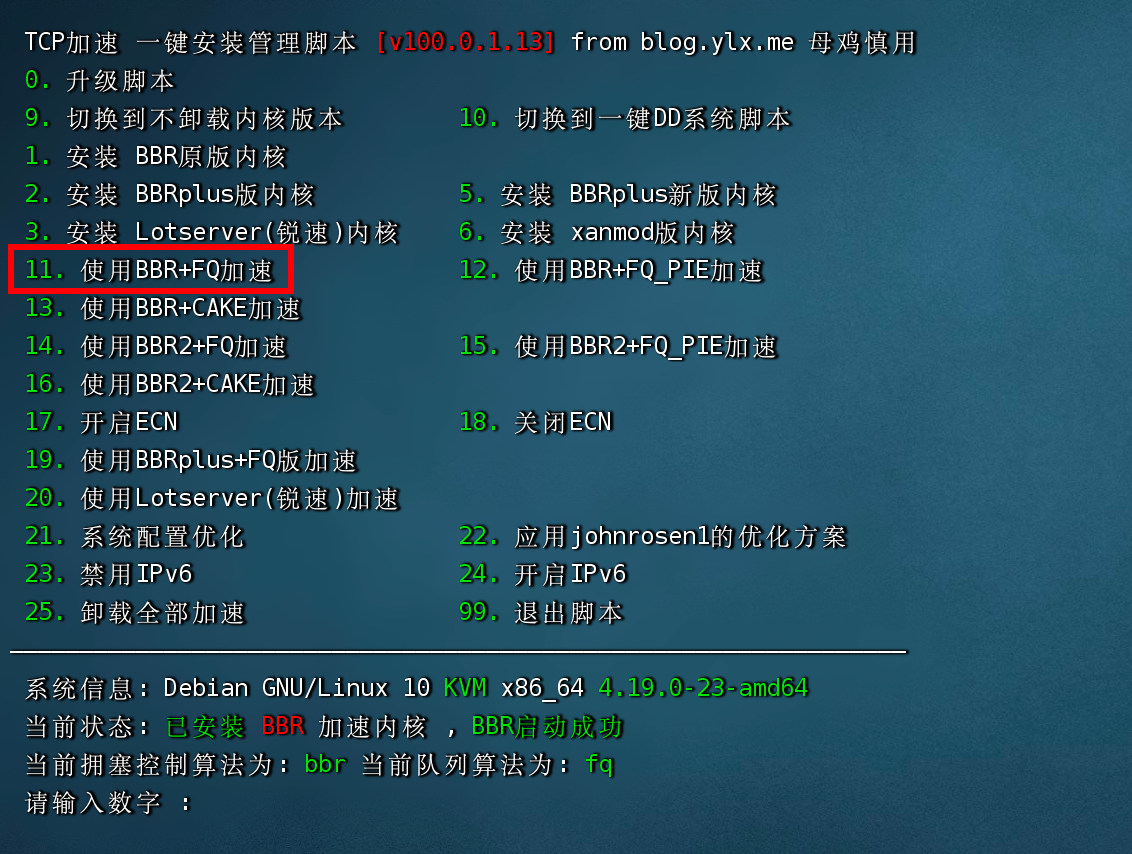 TCP加速 一键安装管理脚本 [v100.0.1.13] from blog.ylx.me 母鸡慎用
0. 升级脚本
9. 切换到不卸载内核版本 10. 切换到一键DD系统脚本
1. 安装 BBR原版内核
2. 安装 BBRplus版内核 5. 安装 BBRplus新版内核
3. 安装 Lotserver(锐速)内核 6. 安装 xanmod版内核
11. 使用BBR+FQ加速 12. 使用BBR+FQ_PIE加速
13. 使用BBR+CAKE加速
14. 使用BBR2+FQ加速 15. 使用BBR2+FQ_PIE加速
16. 使用BBR2+CAKE加速
17. 开启ECN 18. 关闭ECN
19. 使用BBRplus+FQ版加速
20. 使用Lotserver(锐速)加速
21. 系统配置优化 22. 应用johnrosen1的优化方案
23. 禁用IPv6 24. 开启IPv6
25. 卸载全部加速 99. 退出脚本
系统信息: Debian GNU/Linux 10 KVM x86_64 4.19.0-23-amd64
当前状态: 已安装 BBR 加速内核 , BBR启动成功
当前拥塞控制算法为: bbr 当前队列算法为: fq
请输入数字 :